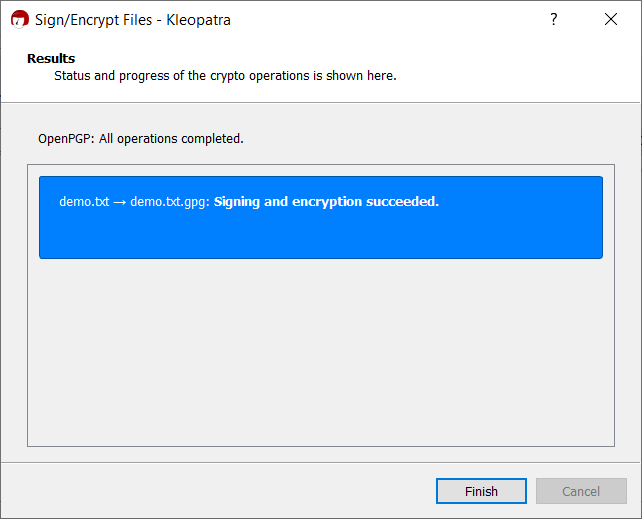 Sign/Encrypt Files - Kleopatra
Results
Status and progress of the crypto operations is shown here.
OpenPGP: All operations completed.
demo.txt → demo.txt.gpg: Signing and encryption succeeded.
Finish Cancel